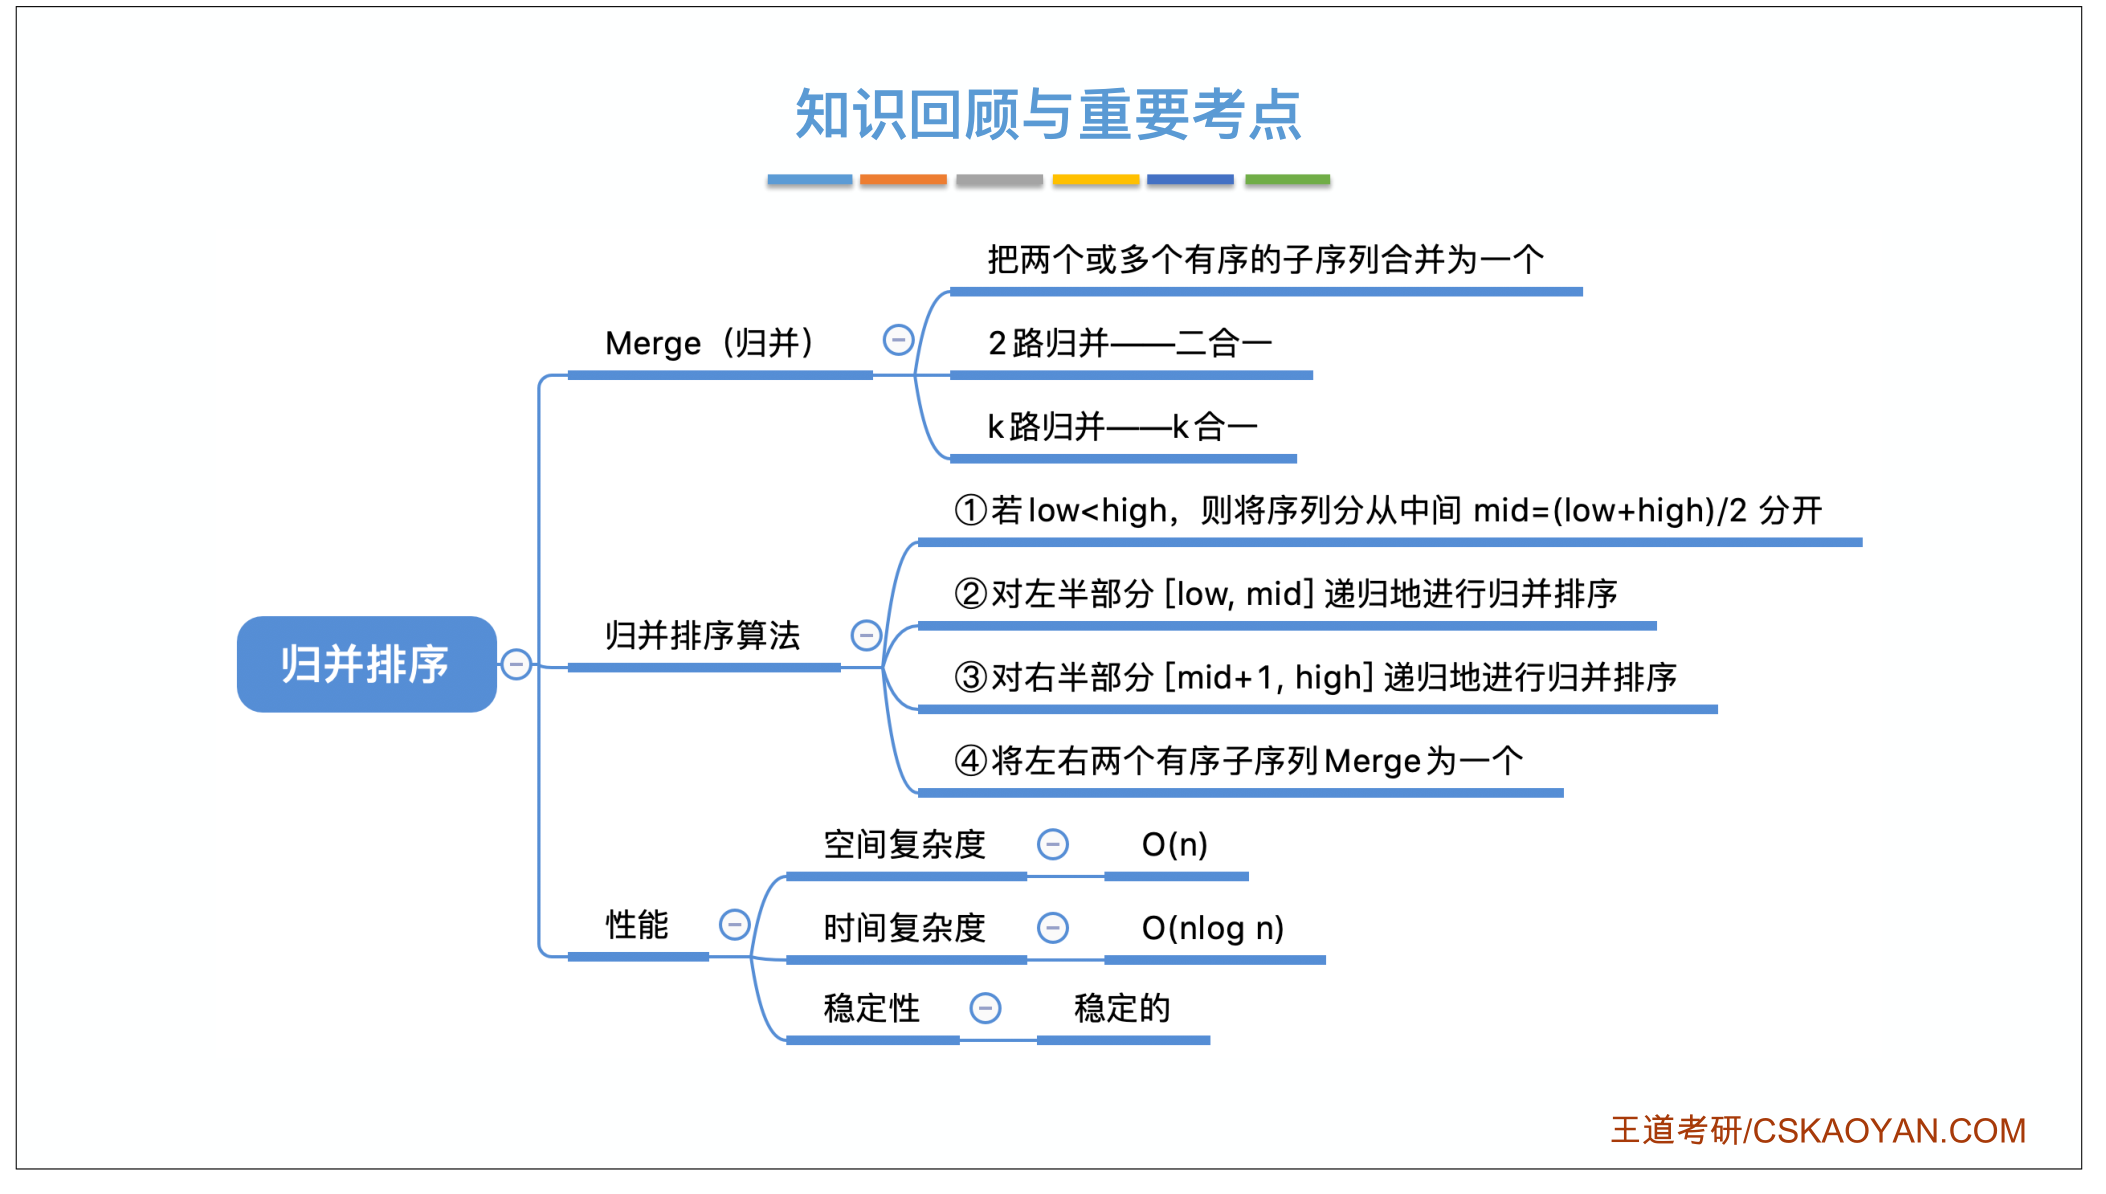 知识回顾与重要考点
把两个或多个有序的子序列合并为一个
Merge（归并）
2路归并——二合一
k路归并——k合一
①若low<high，则将序列分从中间 mid=(low+high)/2 分开
②对左半部分 [low, mid] 递归地进行归并排序
归并排序算法
归并排序
③对右半部分 [mid+1, high] 递归地进行归并排序
④将左右两个有序子序列Merge为一个
空间复杂度 O(n)
性能
时间复杂度 O(nlog n)
稳定性 稳定的
王道考研/CSKAOYAN.COM